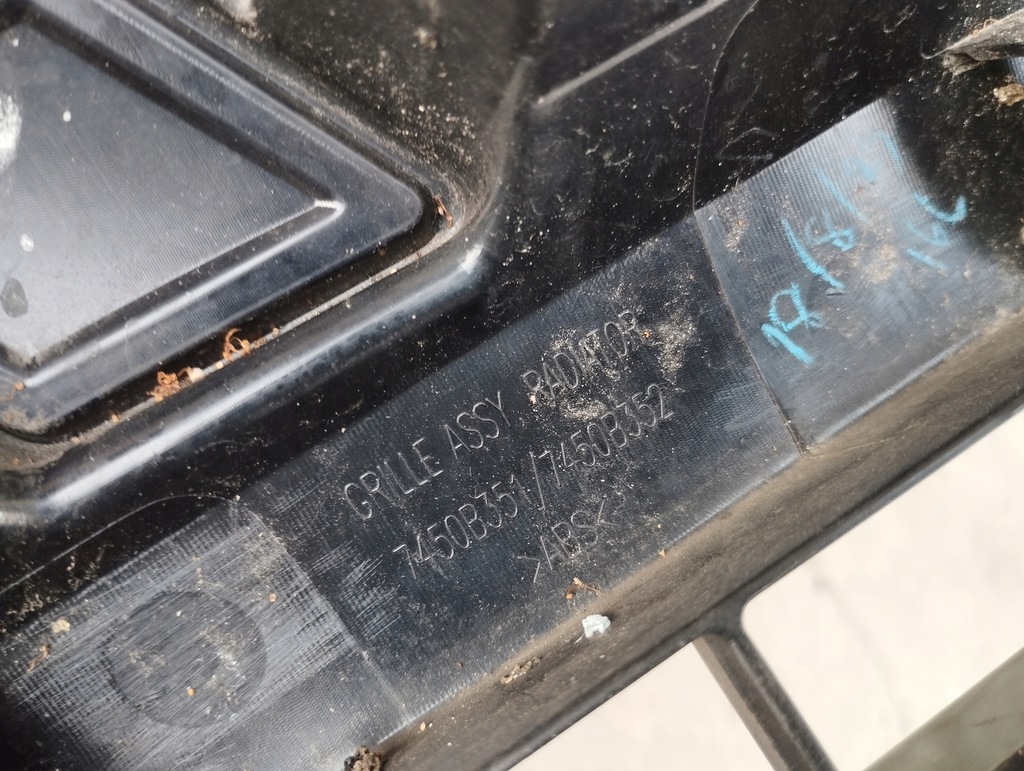 GRILLE ASSY RADIATOR
7450B351/7450B352
>ABS<